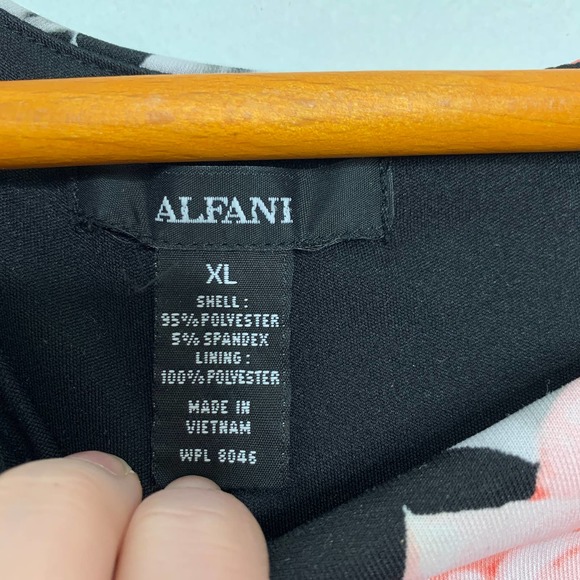 ALFANI
XL
SHELL:
95% POLYESTER
5% SPANDEX
LINING:
100% POLYESTER
MADE IN
VIETNAM
WPL 8046